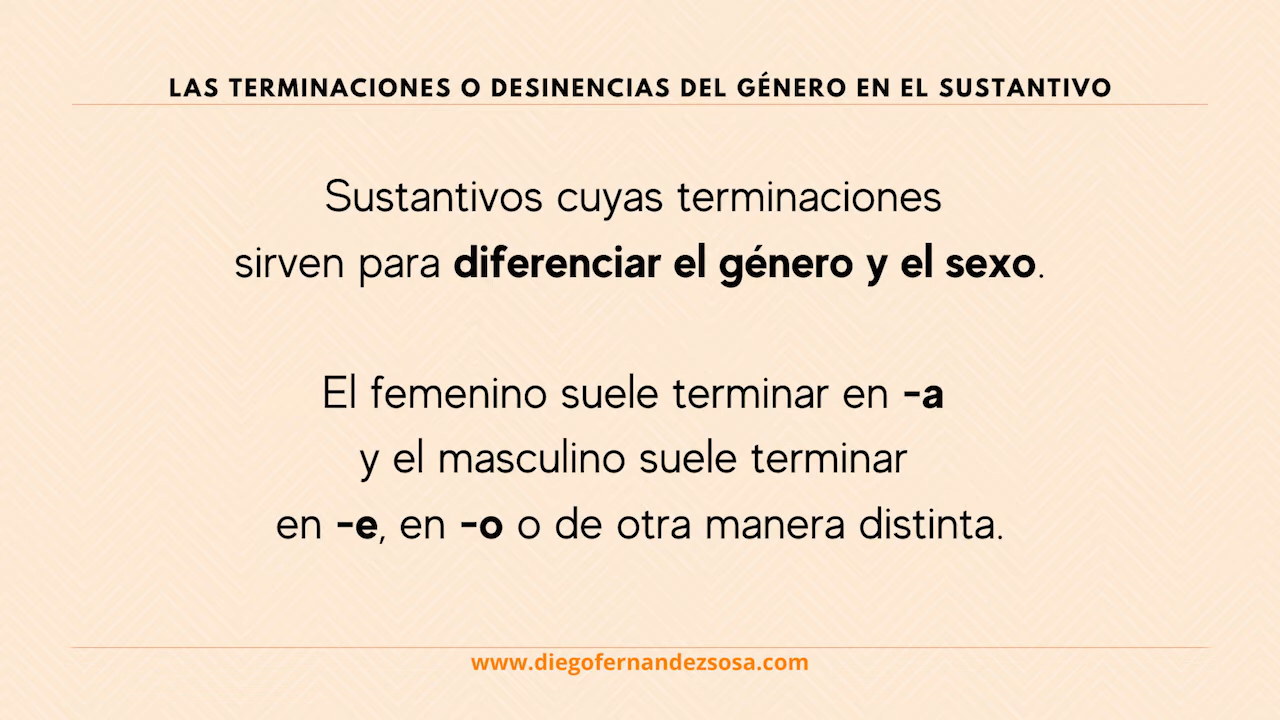 LAS TERMINACIONES O DESINENCIAS DEL GÉNERO EN EL SUSTANTIVO
Sustantivos cuyas terminaciones
sirven para diferenciar el género y el sexo.
El femenino suele terminar en -a
y el masculino suele terminar
en -e, en -o o de otra manera distinta.
www.diegofernandezsosa.com